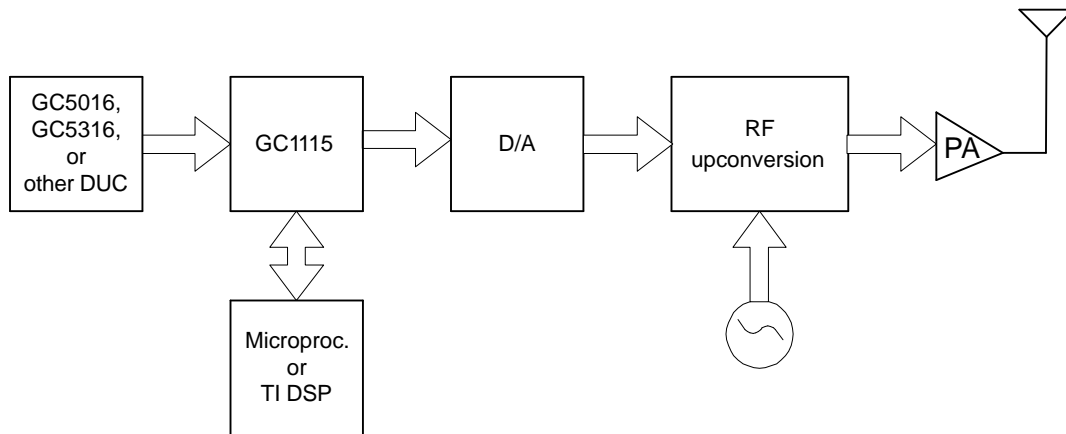 GC5016,
GC5316,
or
other DUC
GC1115
D/A
RF
upconversion
PA
Microproc.
or
TI DSP